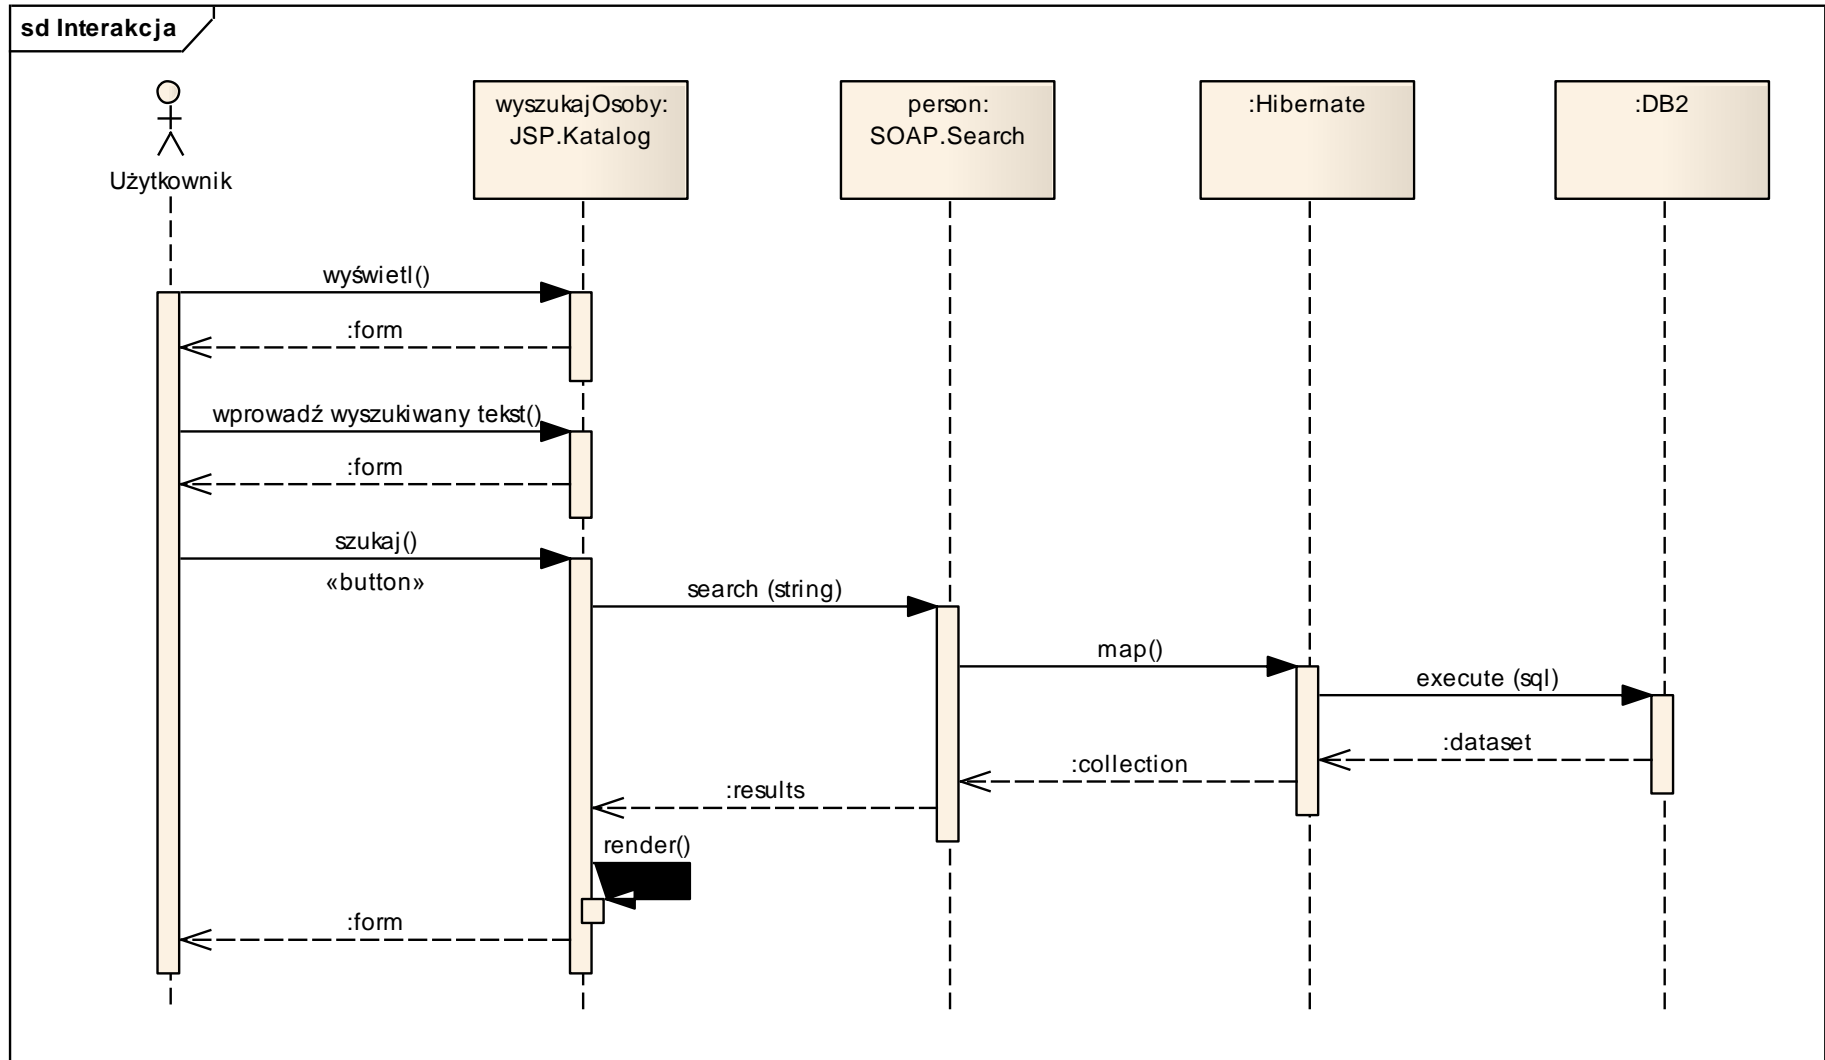 sd Interakcja
Użytkownik
wyszukajOsoby:
JSP.Katalog
person:
SOAP.Search
:Hibernate
:DB2
wyświetl()
:form
wprowadź wyszukiwany tekst()
:form
szukaj()
«button»
search (string)
map()
execute (sql)
:dataset
:collection
:results
render()
:form